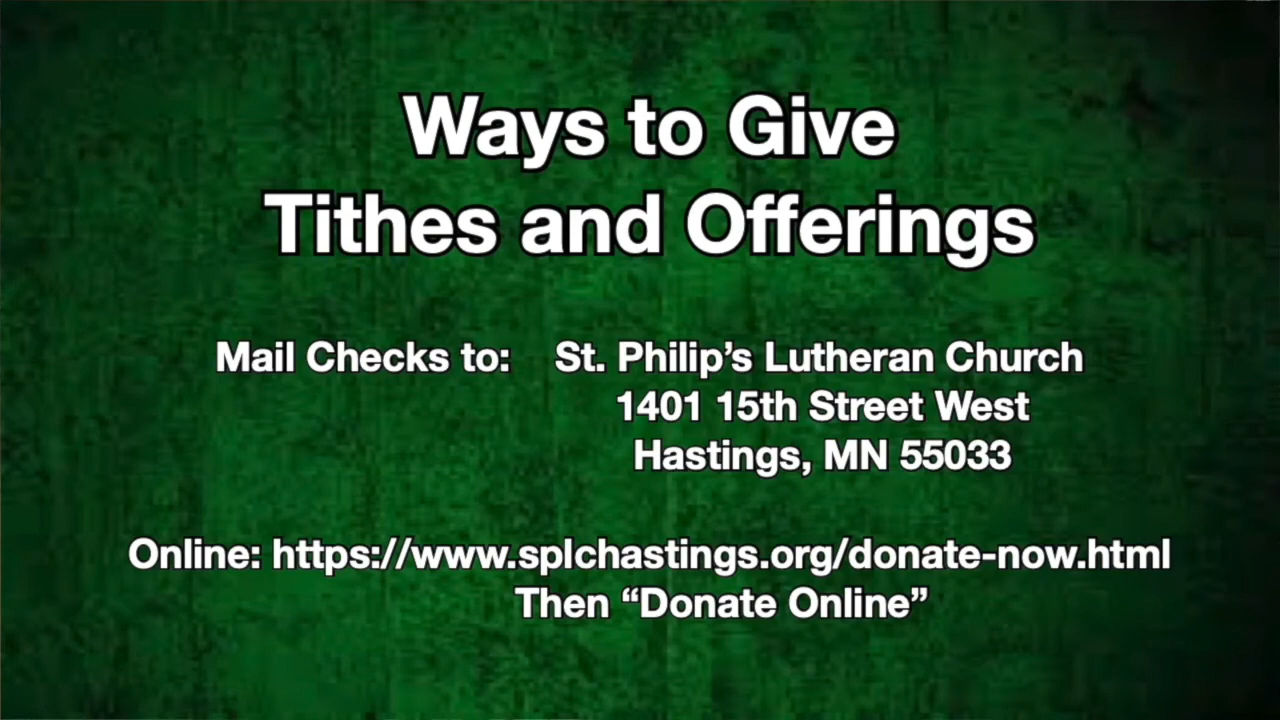 Ways to Give
Tithes and Offerings
Mail Checks to: St. Philip’s Lutheran Church
1401 15th Street West
Hastings, MN 55033
Online: https://www.splchastings.org/donate-now.html
Then “Donate Online”